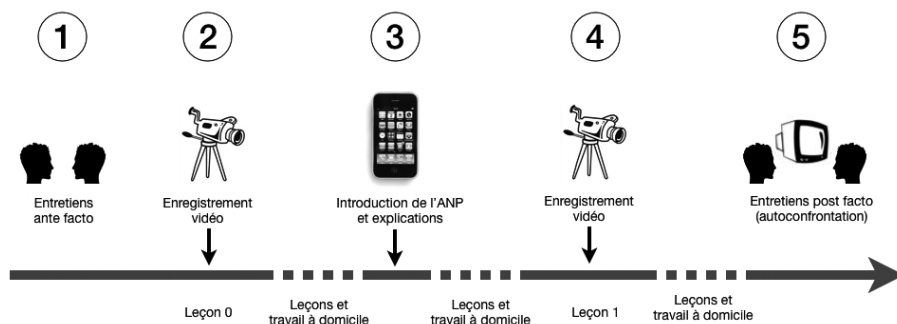 1
2
3
4
5
Entretiens
ante facto
Enregistrement
vidéo
Introduction de l'ANP
et explications
Enregistrement
vidéo
Entretiens post facto
(autoconfrontation)
Leçon 0
Leçons et
travail à domicile
Leçons et
travail à domicile
Leçon 1
Leçons et
travail à domicile